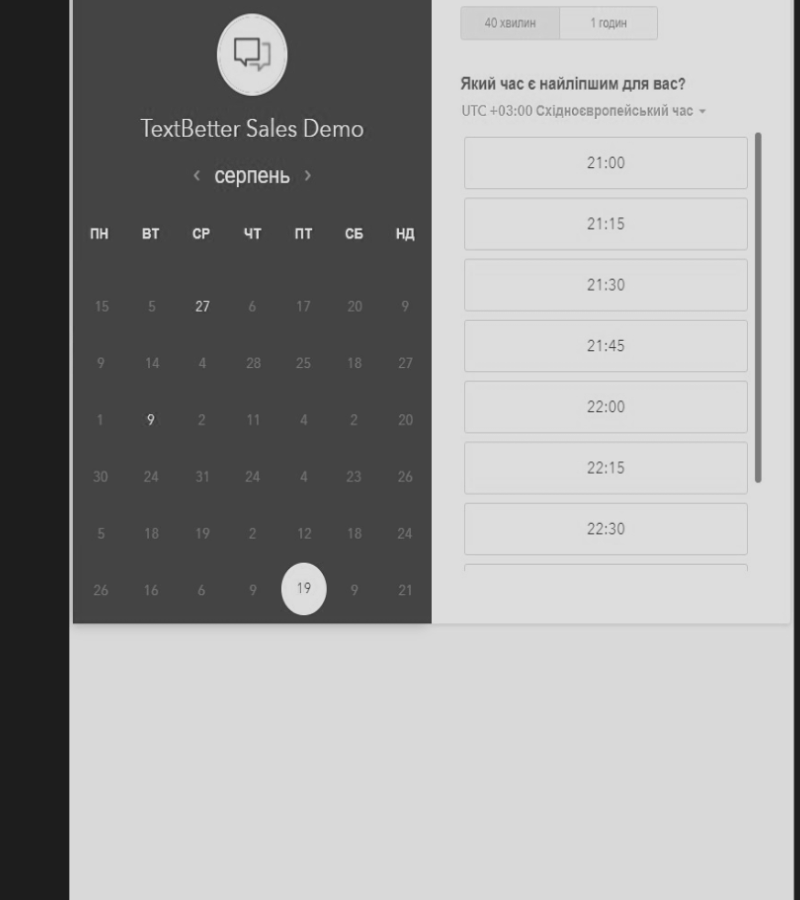 TextBetter Sales Demo
‹ серпень ›
ПН ВТ СР ЧТ ПТ СБ НД
15 5 27 6 17 20 9
9 14 4 28 25 18 27
1 9 2 11 4 2 20
30 24 31 24 4 23 26
5 18 19 2 12 18 24
26 16 6 9 19 9 21
40 хвилин 1 годин
Який час є найліпшим для вас?
UTC +03:00 Східноєвропейський час
21:00
21:15
21:30
21:45
22:00
22:15
22:30